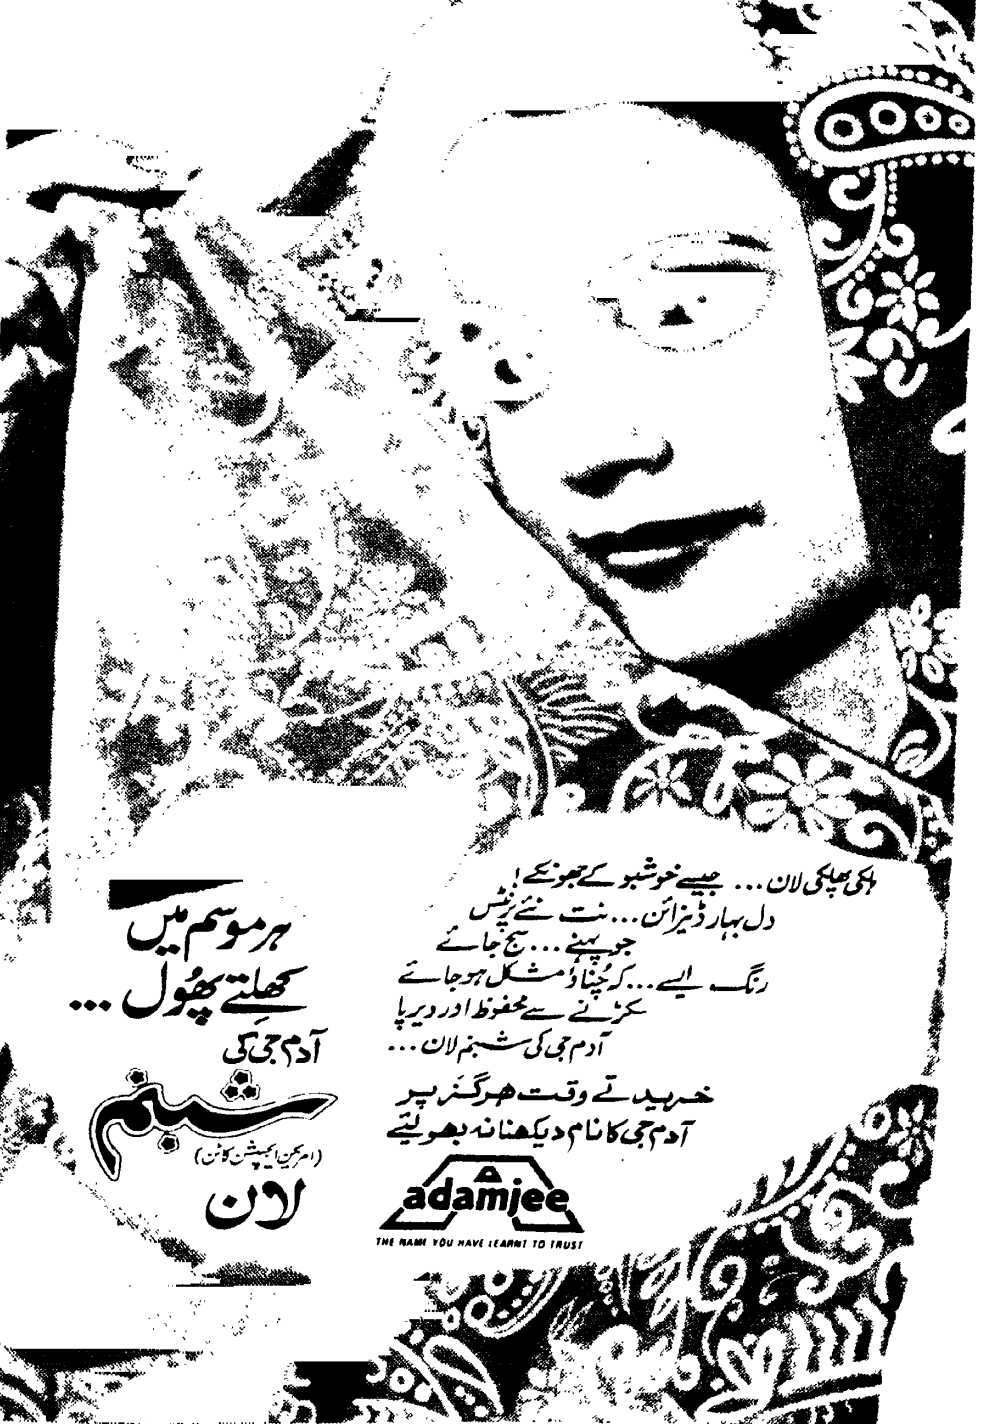 ہلکی پھلکی لان ... جیسے خوشبو کے جھونکے!
دل بہار ڈیزائن... نت نئے پرنٹس
جو پہنے ... سج جائے
رنگ ایسے ... کہ چُناؤ مشکل ہو جائے
سکڑنے سے محفوظ اور دیرپا
آدم جی کی شبنم لان ...
خریدتے وقت ہر گز پر
آدم جی کا نام دیکھنا نہ بھولئے
adamjee
THE NAME YOU HAVE LEARNT TO TRUST
ہر موسم میں
کھلتے پھُول ...
آدم جی کی
شبنم
(امریکن ایجپشن کاٹن)
لان